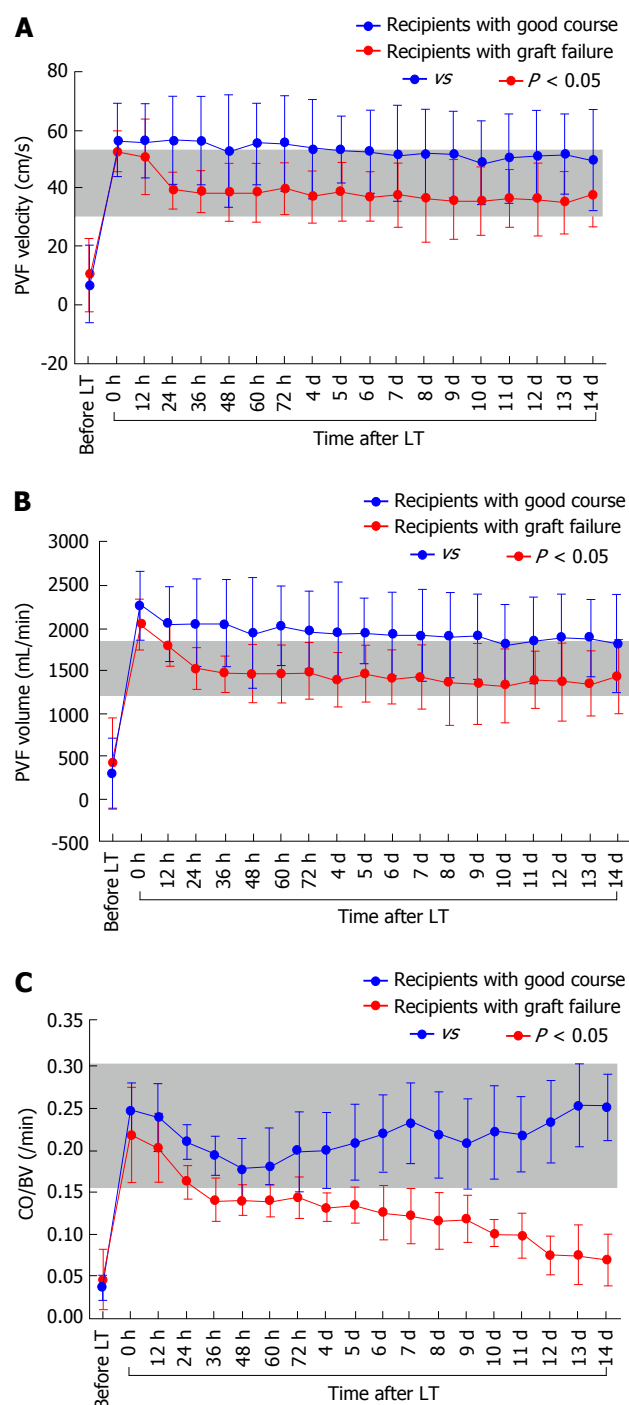 A
Recipients with good course
Recipients with graft failure
vs P < 0.05
PVF velocity (cm/s)
80
60
40
20
0
-20
Before LT
0 h
12 h
24 h
36 h
48 h
60 h
72 h
4 d
5 d
6 d
7 d
8 d
9 d
10 d
11 d
12 d
13 d
14 d
Time after LT
B
Recipients with good course
Recipients with graft failure
vs P < 0.05
PVF volume (mL/min)
3000
2500
2000
1500
1000
500
0
-500
Before LT
0 h
12 h
24 h
36 h
48 h
60 h
72 h
4 d
5 d
6 d
7 d
8 d
9 d
10 d
11 d
12 d
13 d
14 d
Time after LT
C
Recipients with good course
Recipients with graft failure
vs P < 0.05
CO/BV (/min)
0.35
0.30
0.25
0.20
0.15
0.10
0.05
0.00
Before LT
0 h
12 h
24 h
36 h
48 h
60 h
72 h
4 d
5 d
6 d
7 d
8 d
9 d
10 d
11 d
12 d
13 d
14 d
Time after LT